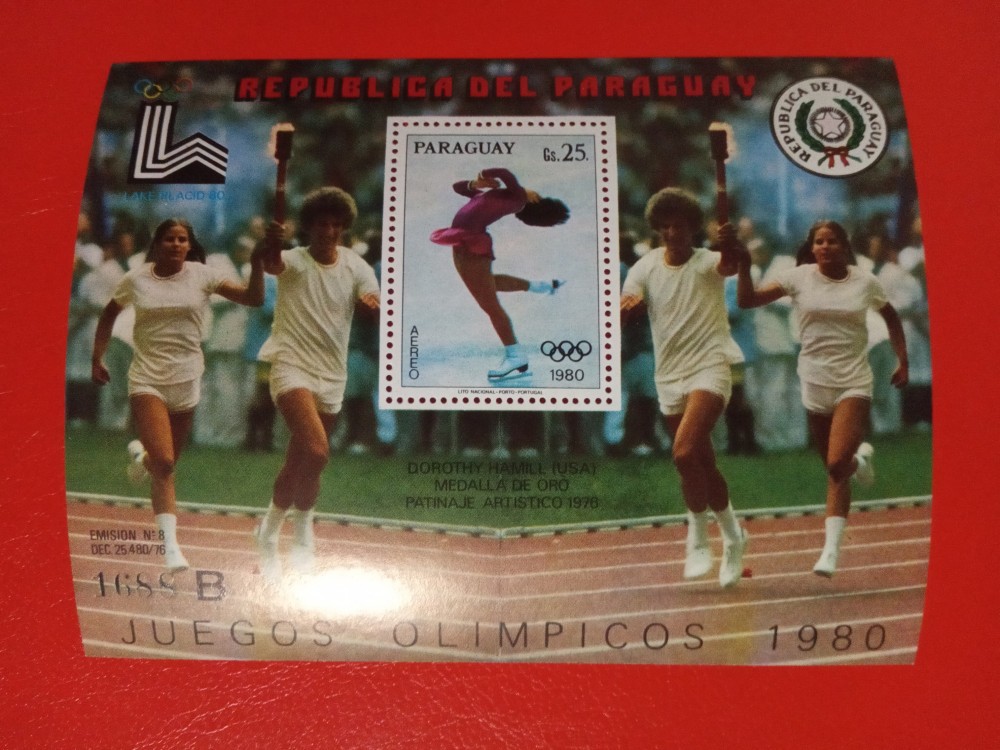 REPUBLICA DEL PARAGUAY
REPUBLICA DEL PARAGUAY
LAKE PLACID 80
PARAGUAY
Gs. 25.
AEREO
1980
LITO NACIONAL - PORTO - PORTUGAL
DOROTHY HAMILL (USA)
MEDALLA DE ORO
PATINAJE ARTISTICO 1976
EMISION Nº 8
DEC 25.480/76
1688 B
JUEGOS OLIMPICOS 1980